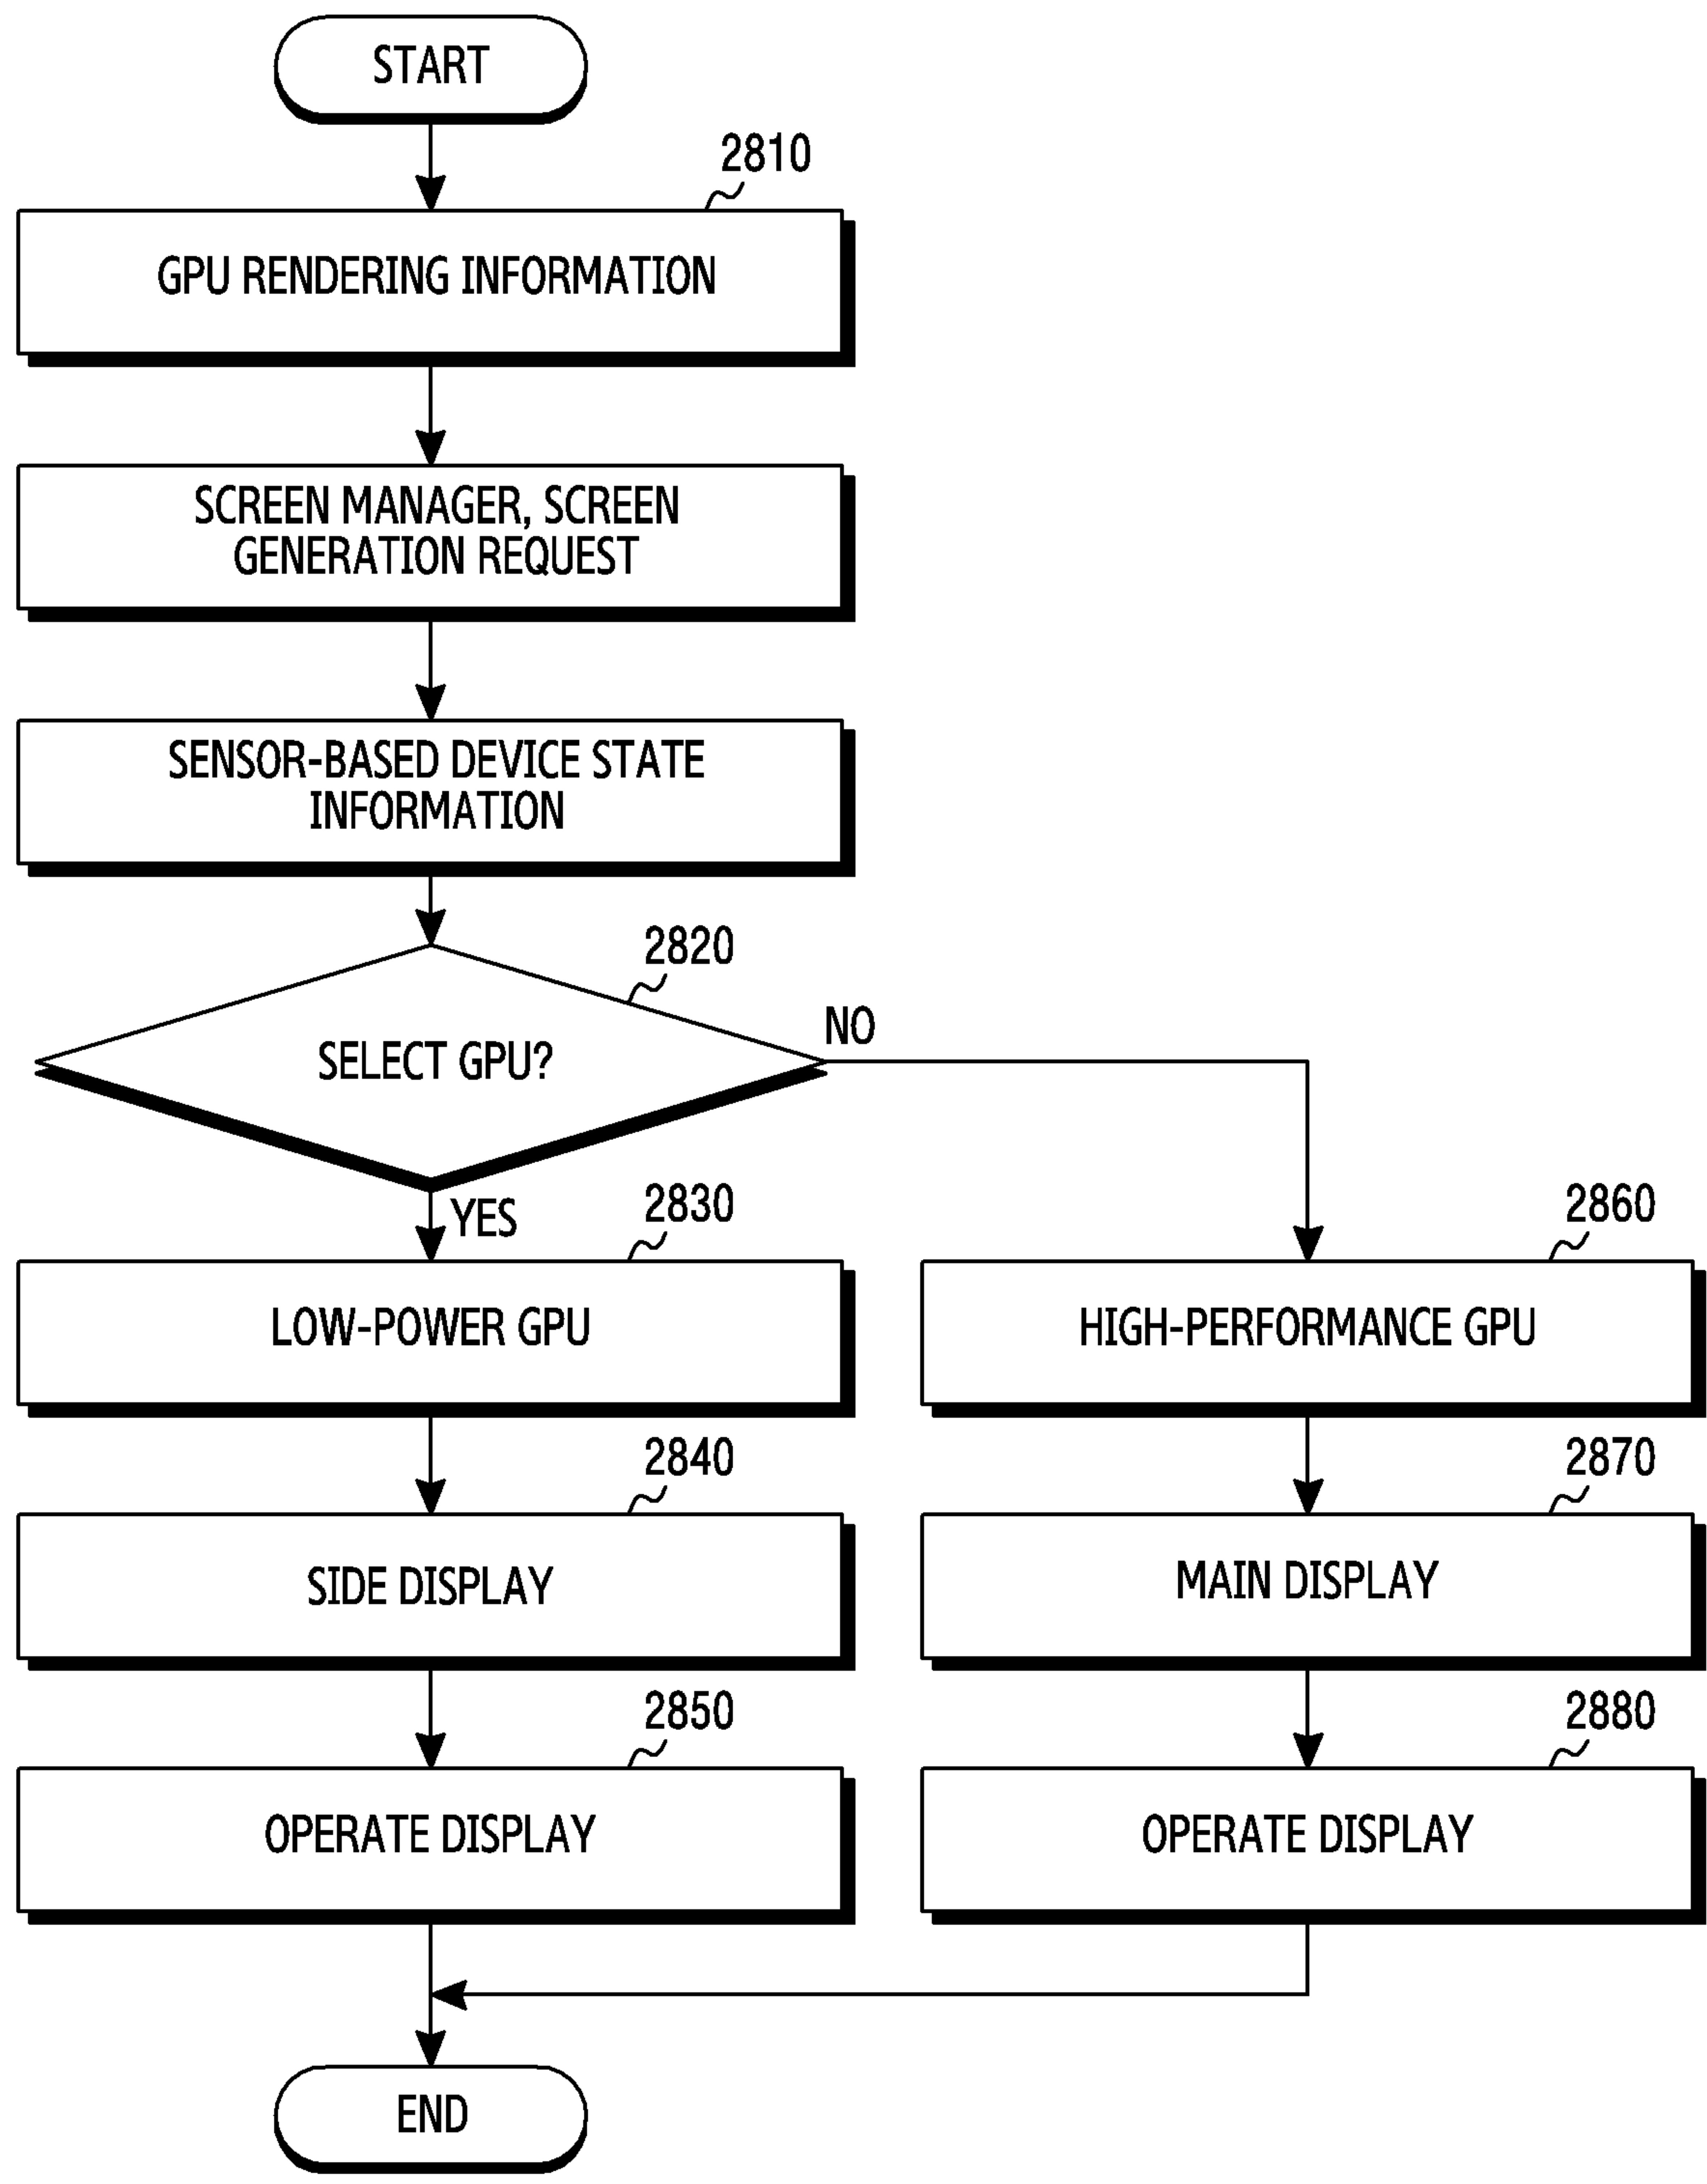 START
2810
GPU RENDERING INFORMATION
SCREEN MANAGER, SCREEN
GENERATION REQUEST
SENSOR-BASED DEVICE STATE
INFORMATION
2820
SELECT GPU?
NO
YES
2830
LOW-POWER GPU
2840
SIDE DISPLAY
2850
OPERATE DISPLAY
2860
HIGH-PERFORMANCE GPU
2870
MAIN DISPLAY
2880
OPERATE DISPLAY
END